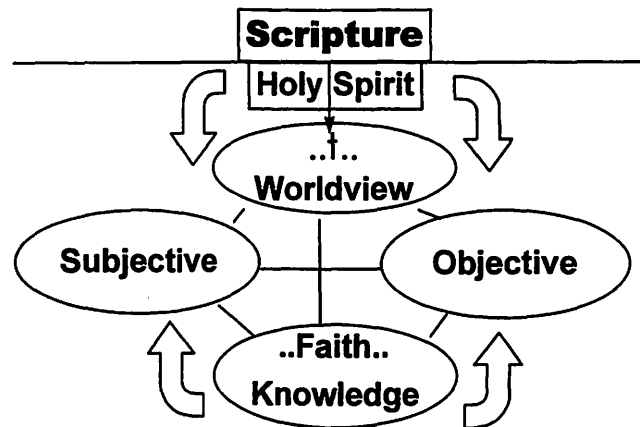 Scripture
Holy Spirit
..†..
Worldview
Subjective
Objective
..Faith..
Knowledge